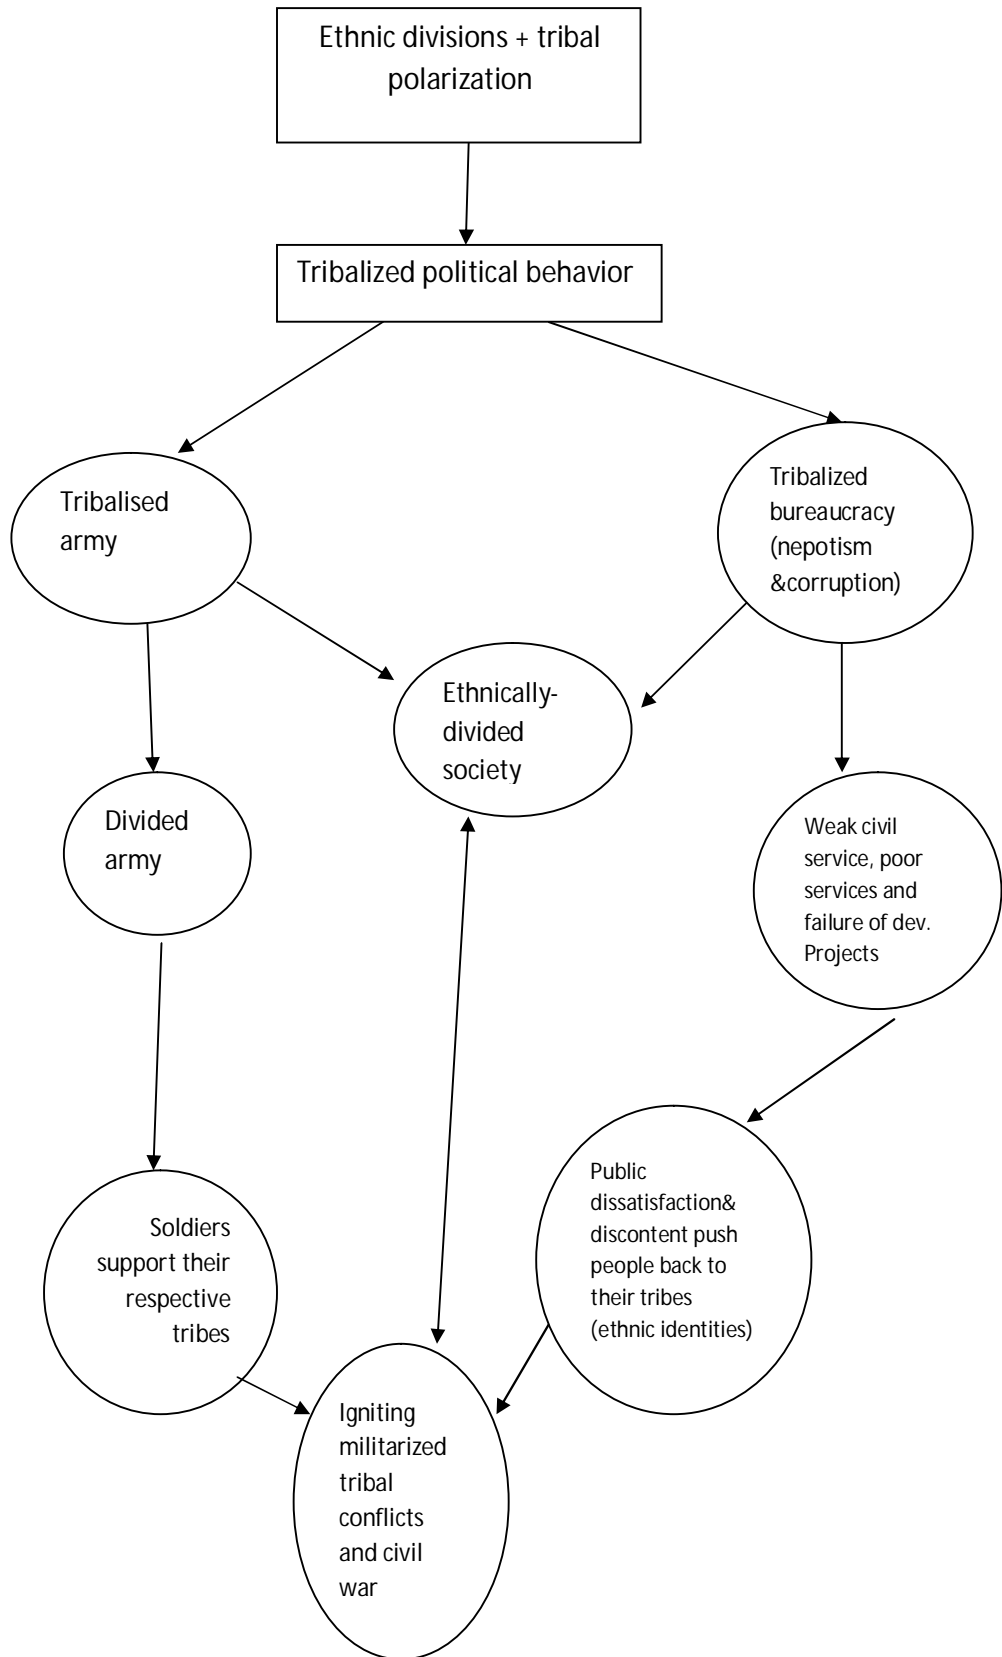 Ethnic divisions + tribal
polarization
Tribalized political behavior
Tribalised
army
Tribalized
bureaucracy
(nepotism
&corruption)
Ethnically-
divided
society
Divided
army
Weak civil
service, poor
services and
failure of dev.
Projects
Soldiers
support their
respective
tribes
Public
dissatisfaction&
discontent push
people back to
their tribes
(ethnic identities)
Igniting
militarized
tribal
conflicts
and civil
war